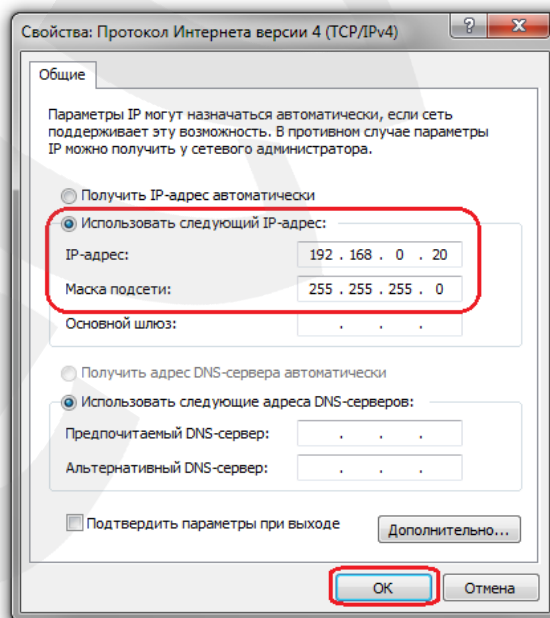 Свойства: Протокол Интернета версии 4 (TCP/IPv4)
Общие
Параметры IP могут назначаться автоматически, если сеть
поддерживает эту возможность. В противном случае параметры
IP можно получить у сетевого администратора.
Получить IP-адрес автоматически
Использовать следующий IP-адрес:
IP-адрес: 192 . 168 . 0 . 20
Маска подсети: 255 . 255 . 255 . 0
Основной шлюз: . . .
Получить адрес DNS-сервера автоматически
Использовать следующие адреса DNS-серверов:
Предпочитаемый DNS-сервер: . . .
Альтернативный DNS-сервер: . . .
Подтвердить параметры при выходе
Дополнительно...
ОК Отмена